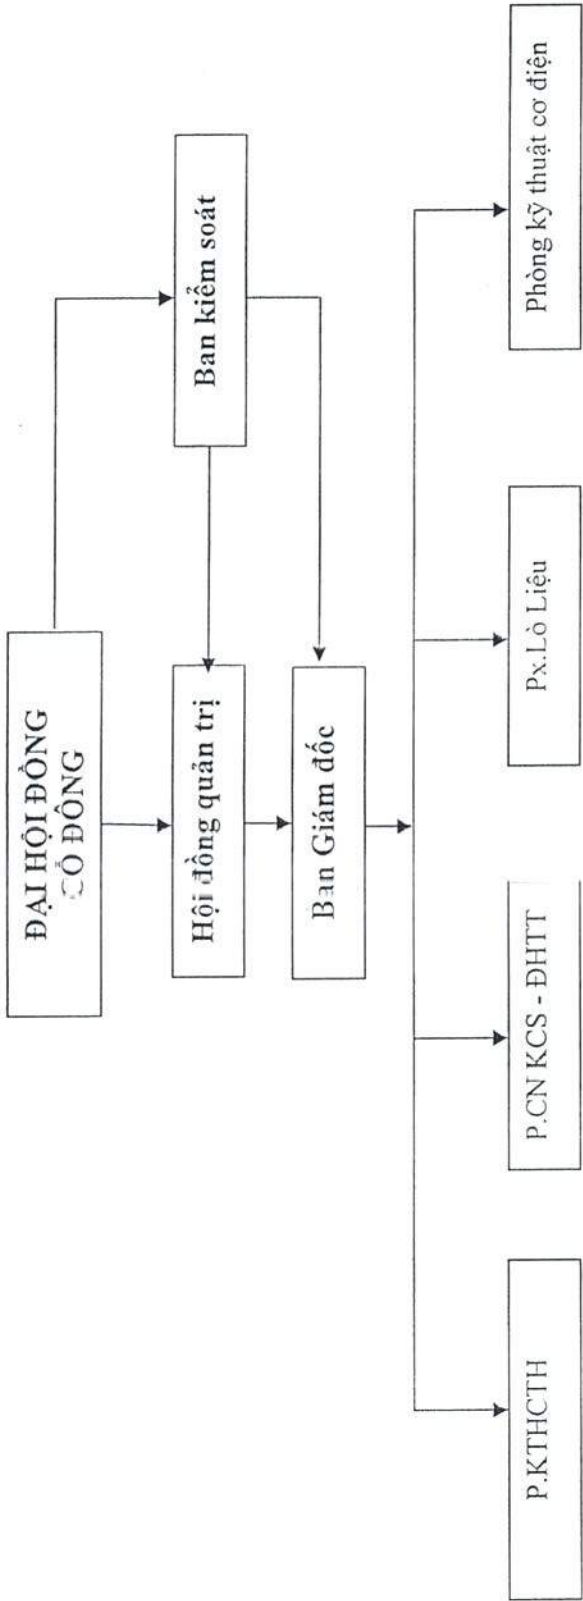 ĐẠI HỘI ĐỒNG
CỔ ĐÔNG
Ban kiểm soát
Hội đồng quản trị
Ban Giám đốc
P.KTHCTH
P.CN KCS - ĐHTT
Px.Lò Liệu
Phòng kỹ thuật cơ điện